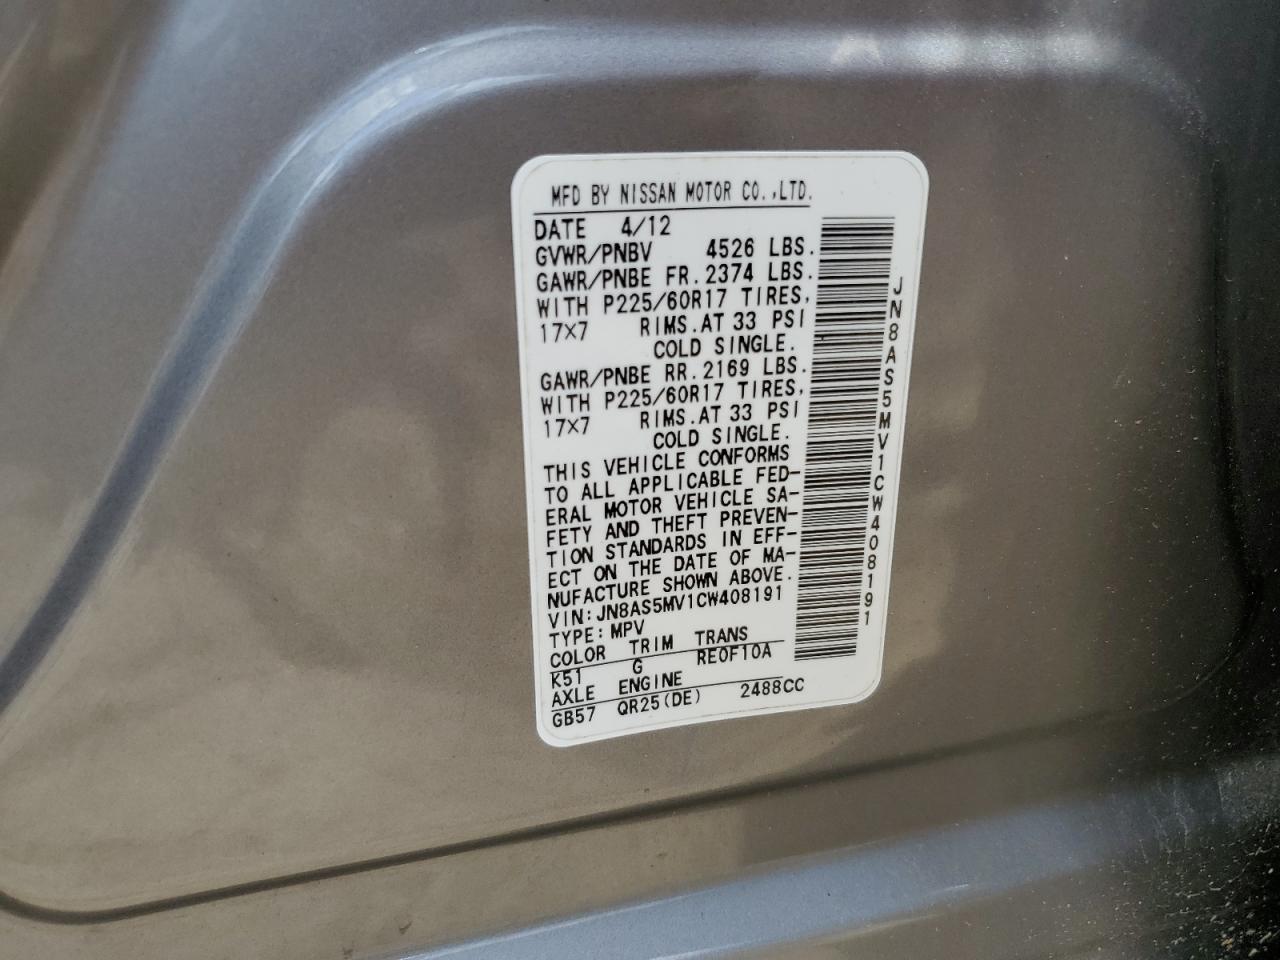 MFD BY NISSAN MOTOR CO.,LTD.
DATE 4/12
GVWR/PNBV 4526 LBS.
GAWR/PNBE FR.2374 LBS.
WITH P225/60R17 TIRES,
17×7 RIMS.AT 33 PSI
COLD SINGLE.
GAWR/PNBE RR.2169 LBS.
WITH P225/60R17 TIRES,
17×7 RIMS.AT 33 PSI
COLD SINGLE.
THIS VEHICLE CONFORMS
TO ALL APPLICABLE FED-
ERAL MOTOR VEHICLE SA-
FETY AND THEFT PREVEN-
TION STANDARDS IN EFF-
ECT ON THE DATE OF MA-
NUFACTURE SHOWN ABOVE.
VIN:JN8AS5MV1CW408191
TYPE:MPV
COLOR TRIM TRANS
K51 G RE0F10A
AXLE ENGINE
GB57 QR25(DE) 2488CC
JN8AS5MV1CW408191